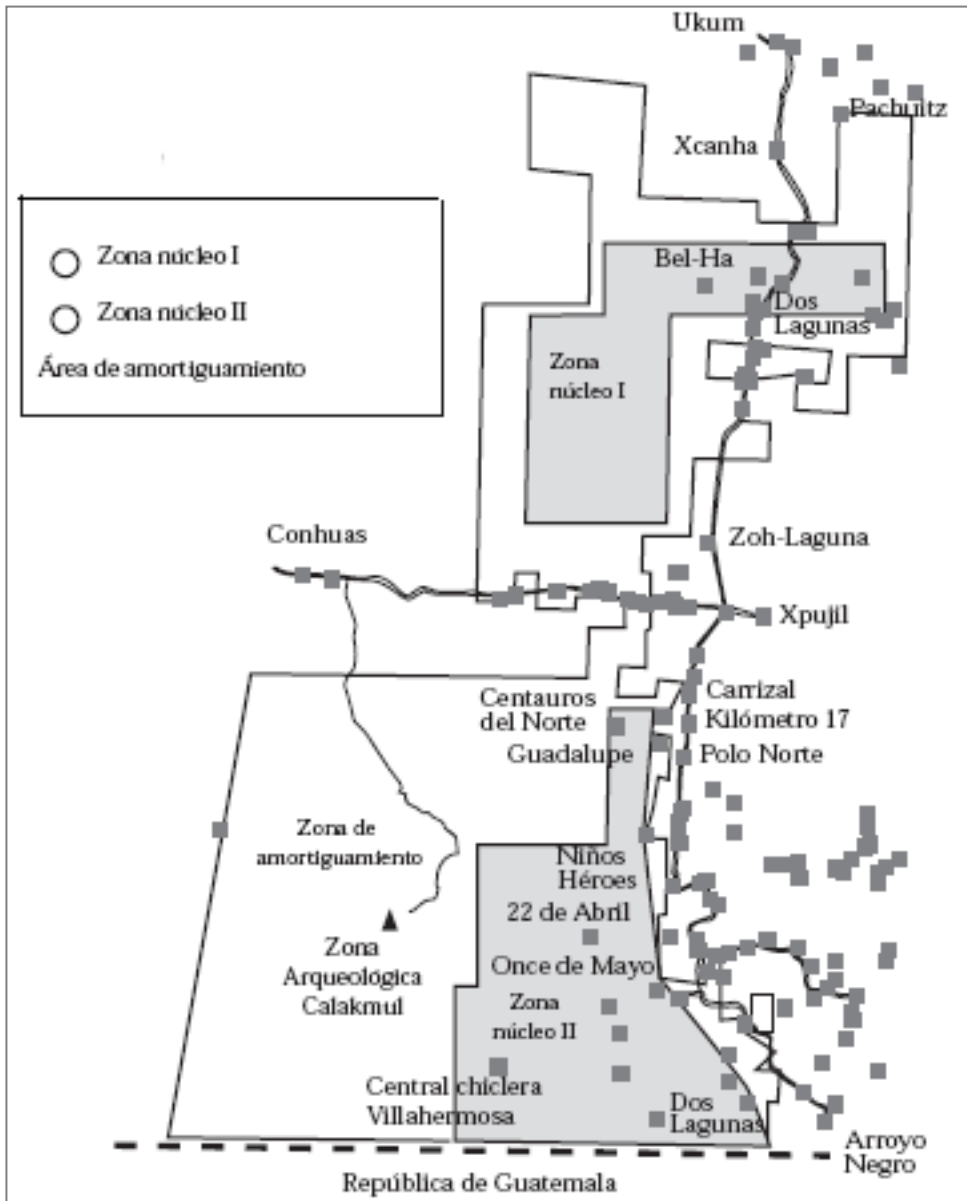 Ukum
Pachuitz
Xcanha
Zona núcleo I
Zona núcleo II
Área de amortiguamiento
Bel-Ha
Dos
Lagunas
Zona
núcleo I
Conhuas
Zoh-Laguna
Xpujil
Centauros
del Norte
Carrizal
Kilómetro 17
Guadalupe
Polo Norte
Zona de
amortiguamiento
Niños
Héroes
22 de Abril
Zona
Arqueológica
Calakmul
Once de Mayo
Zona
núcleo II
Central chiclera
Villahermosa
Dos
Lagunas
Arroyo
Negro
República de Guatemala